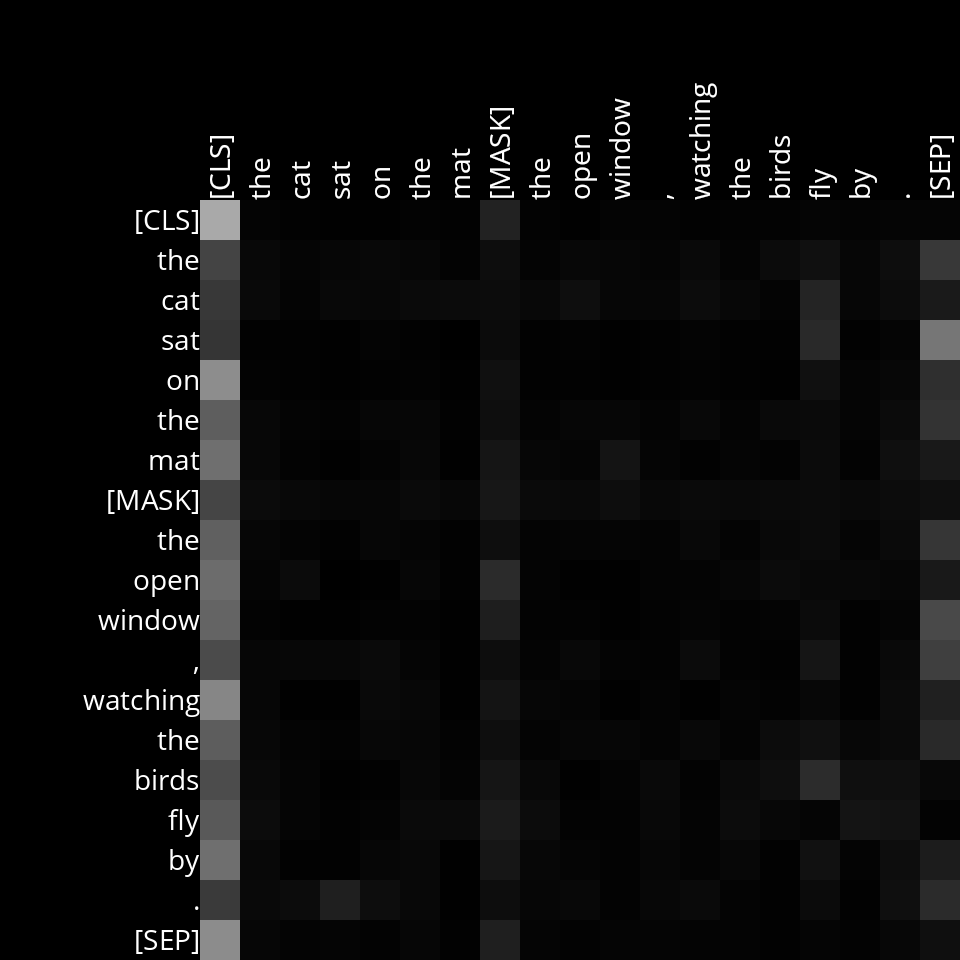 [CLS] the cat sat on the mat [MASK] the open window , watching the birds fly by . [SEP]
[CLS]
the
cat
sat
on
the
mat
[MASK]
the
open
window
,
watching
the
birds
fly
by
.
[SEP]